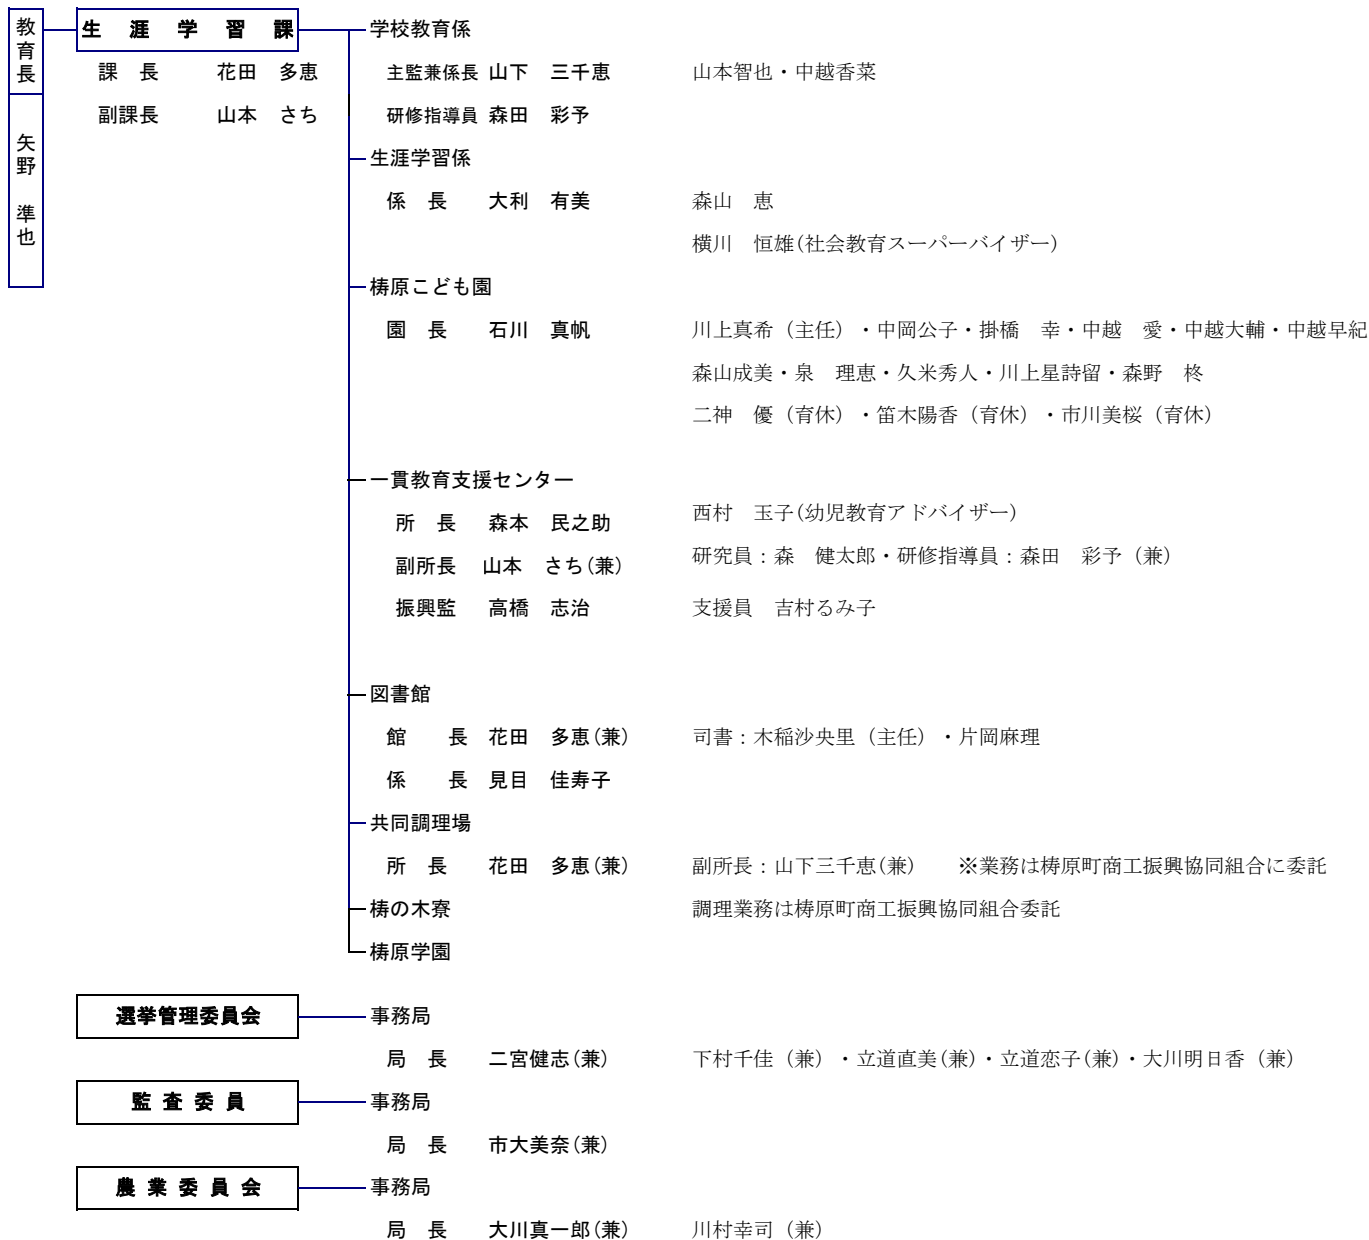 教育長
矢野　準也
生　涯　学　習　課
課　長　花田　多恵
副課長　山本　さち
学校教育係
主監兼係長 山下　三千恵　山本智也・中越香菜
研修指導員 森田　彩予
生涯学習係
係　長　大利　有美　森山　恵
横川　恒雄(社会教育スーパーバイザー)
梼原こども園
園　長　石川　真帆　川上真希（主任）・中岡公子・掛橋　幸・中越　愛・中越大輔・中越早紀
森山成美・泉　理恵・久米秀人・川上星詩留・森野　柊
二神　優（育休）・笛木陽香（育休）・市川美桜（育休）
一貫教育支援センター
所　長　森本　民之助　西村　玉子(幼児教育アドバイザー)
副所長　山本　さち(兼)　研究員：森　健太郎・研修指導員：森田　彩予（兼）
振興監　高橋　志治　支援員　吉村るみ子
図書館
館　長　花田　多恵(兼)　司書：木稲沙央里（主任）・片岡麻理
係　長　見目　佳寿子
共同調理場
所　長　花田　多恵(兼)　副所長：山下三千恵(兼)　※業務は梼原町商工振興協同組合に委託
梼の木寮　調理業務は梼原町商工振興協同組合委託
梼原学園
選挙管理委員会　事務局
局　長　二宮健志(兼)　下村千佳（兼）・立道直美(兼)・立道恋子(兼)・大川明日香（兼）
監 査 委 員　事務局
局　長　市大美奈(兼)
農 業 委 員 会　事務局
局　長　大川真一郎(兼)　川村幸司（兼）